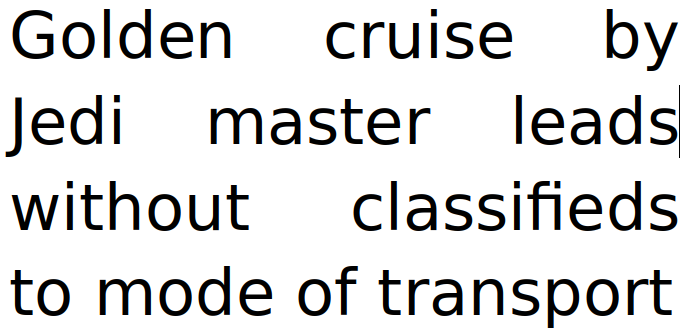 Golden cruise by
Jedi master leads
without classifieds
to mode of transport